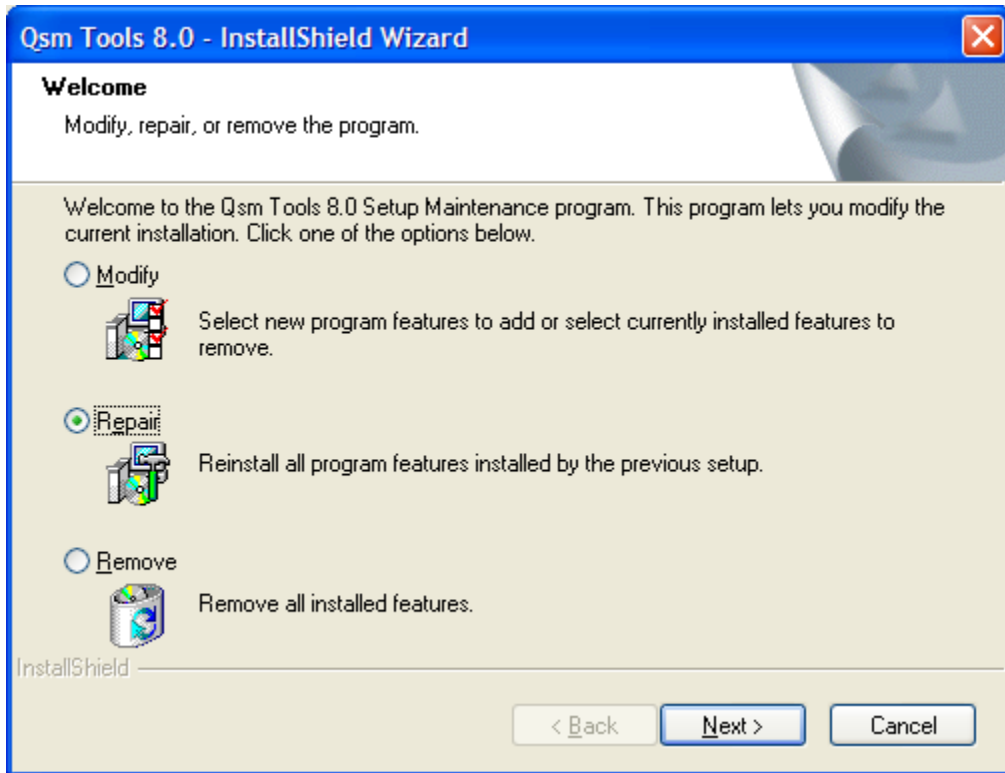 Qsm Tools 8.0 - InstallShield Wizard
Welcome
Modify, repair, or remove the program.
Welcome to the Qsm Tools 8.0 Setup Maintenance program. This program lets you modify the
current installation. Click one of the options below.
Modify
Select new program features to add or select currently installed features to
remove.
Repair
Reinstall all program features installed by the previous setup.
Remove
Remove all installed features.
InstallShield
< Back Next > Cancel